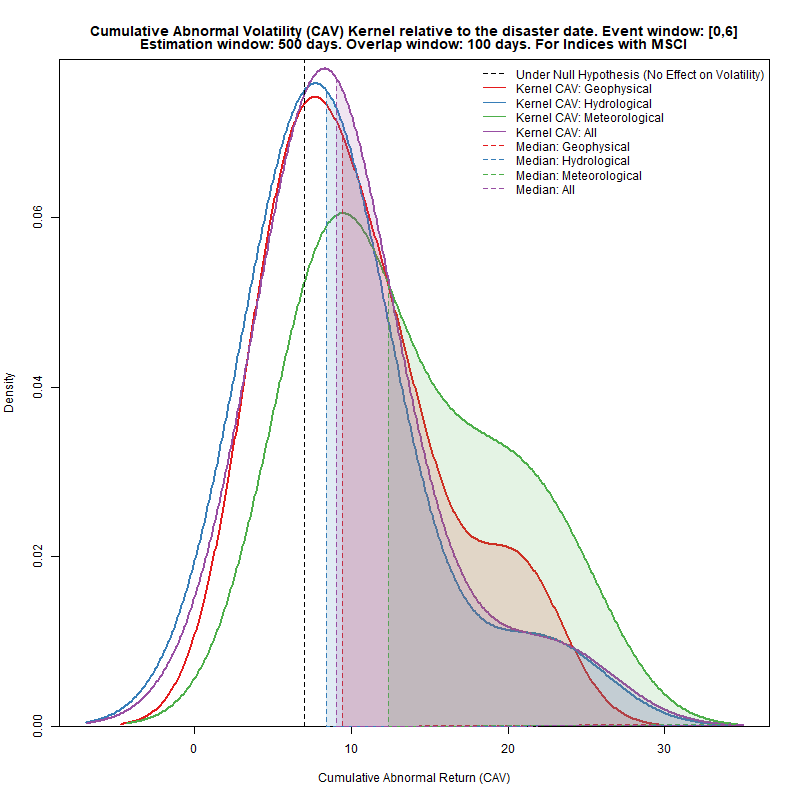 Cumulative Abnormal Volatility (CAV) Kernel relative to the disaster date. Event window: [0,6]
Estimation window: 500 days. Overlap window: 100 days. For Indices with MSCI
Under Null Hypothesis (No Effect on Volatility)
Kernel CAV: Geophysical
Kernel CAV: Hydrological
Kernel CAV: Meteorological
Kernel CAV: All
Median: Geophysical
Median: Hydrological
Median: Meteorological
Median: All
Density
0.06
0.04
0.02
0.00
0 10 20 30
Cumulative Abnormal Return (CAV)